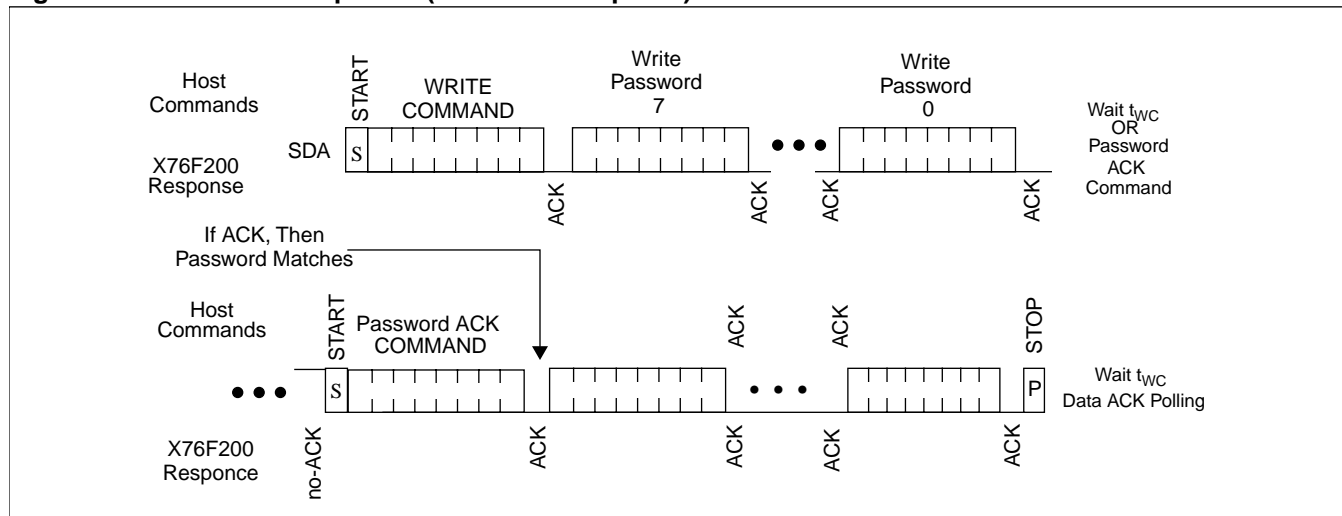 Host
Commands
START
WRITE
COMMAND
Write
Password
7
Write
Password
0
Wait tWC
OR
Password
ACK
Command
SDA
S
X76F200
Response
ACK
ACK
ACK
ACK
If ACK, Then
Password Matches
Host
Commands
START
Password ACK
COMMAND
ACK
ACK
STOP
S
P
Wait tWC
Data ACK Polling
X76F200
Responce
no-ACK
ACK
ACK
ACK
ACK